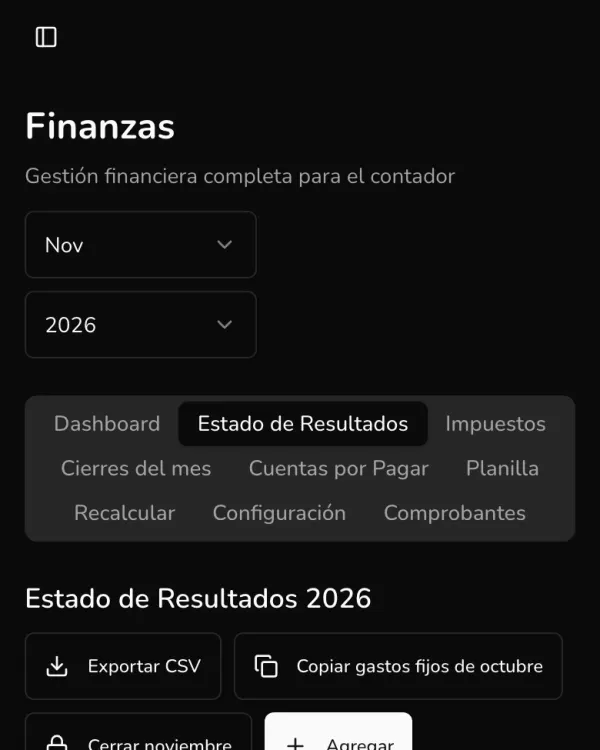 Finanzas
Gestión financiera completa para el contador
Nov
2026
Dashboard Estado de Resultados Impuestos
Cierres del mes Cuentas por Pagar Planilla
Recalcular Configuración Comprobantes
Estado de Resultados 2026
Exportar CSV Copiar gastos fijos de octubre
Cerrar noviembre Agregar